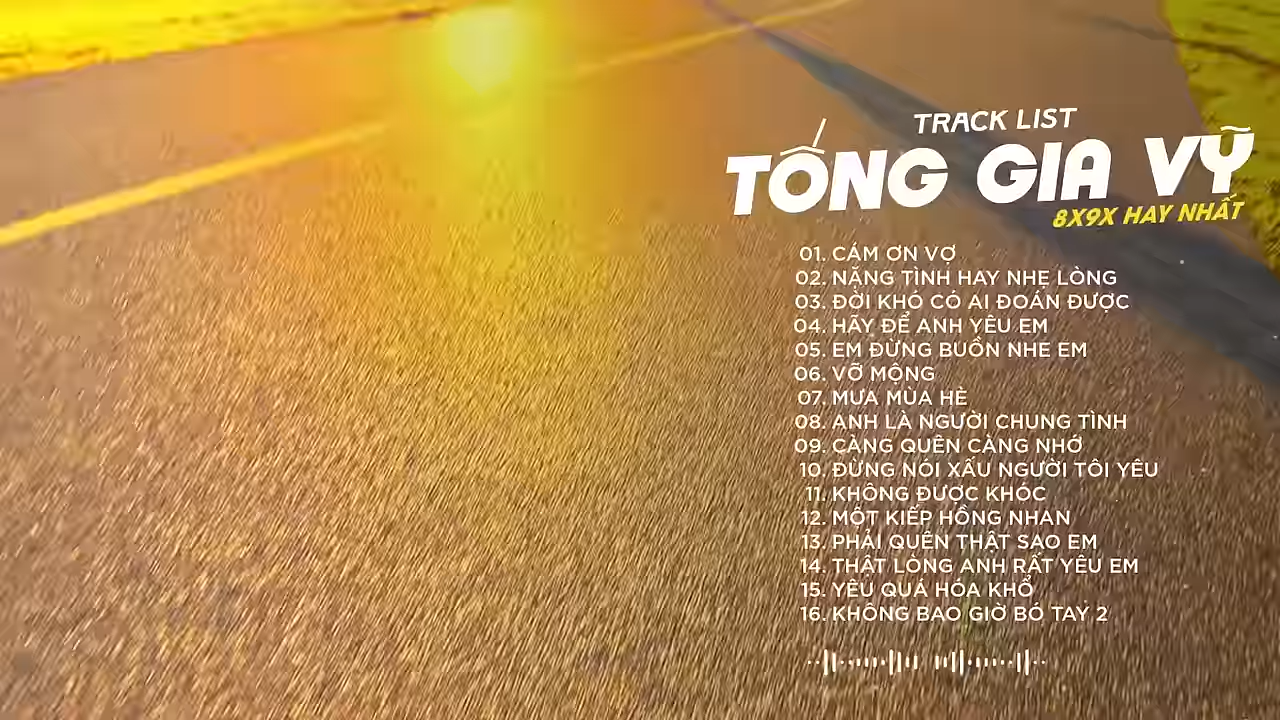 TRACK LIST
TỐNG GIA VỸ
8X9X HAY NHẤT
01. CÁM ƠN VỢ
02. NẶNG TÌNH HAY NHẸ LÒNG
03. ĐỜI KHÓ CÓ AI ĐOÁN ĐƯỢC
04. HÃY ĐỂ ANH YÊU EM
05. EM ĐỪNG BUỒN NHE EM
06. VỠ MỘNG
07. MƯA MÙA HÈ
08. ANH LÀ NGƯỜI CHUNG TÌNH
09. CÀNG QUÊN CÀNG NHỚ
10. ĐỪNG NÓI XẤU NGƯỜI TÔI YÊU
11. KHÔNG ĐƯỢC KHÓC
12. MỘT KIẾP HỒNG NHAN
13. PHẢI QUÊN THẬT SAO EM
14. THẬT LÒNG ANH RẤT YÊU EM
15. YÊU QUÁ HÓA KHỔ
16. KHÔNG BAO GIỜ BỎ TAY 2